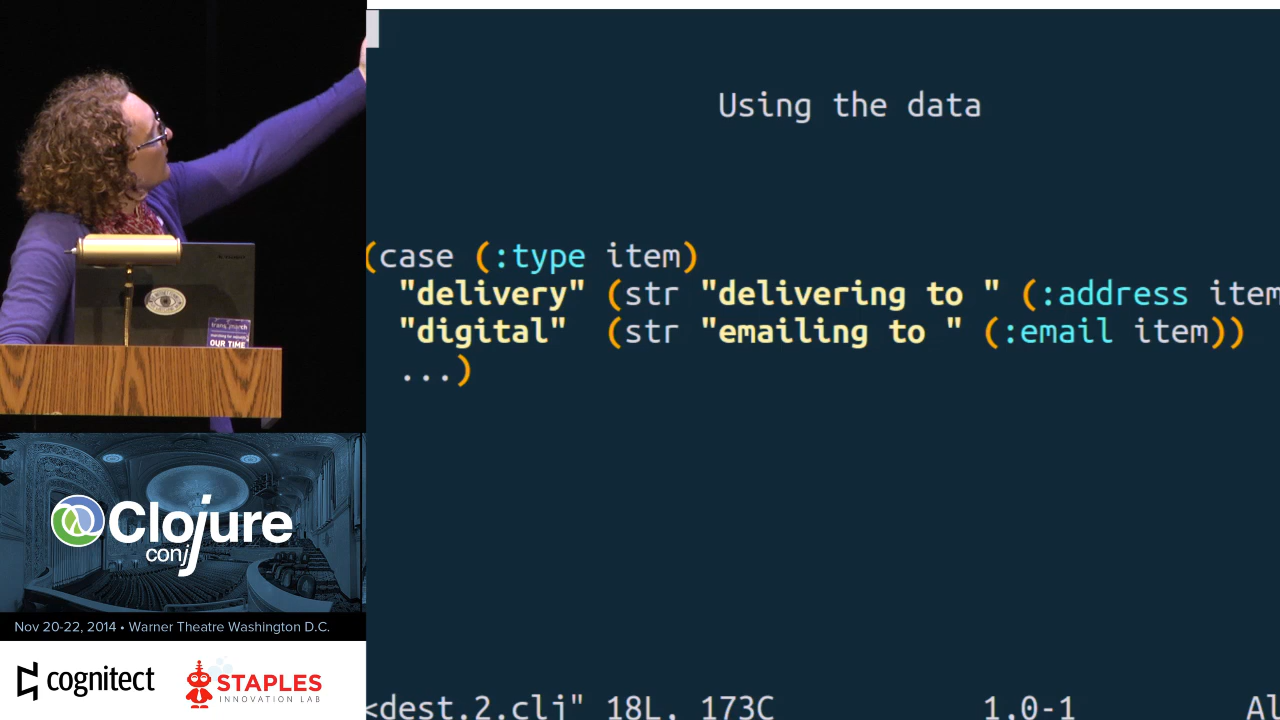 Using the data
(case (:type item)
"delivery" (str "delivering to " (:address item
"digital" (str "emailing to " (:email item))
...)
<dest.2.clj" 18L, 173C 1,0-1 Al
OUR TIME
Clojure
conj
Nov 20-22, 2014 • Warner Theatre Washington D.C.
cognitect
STAPLES
INNOVATION LAB